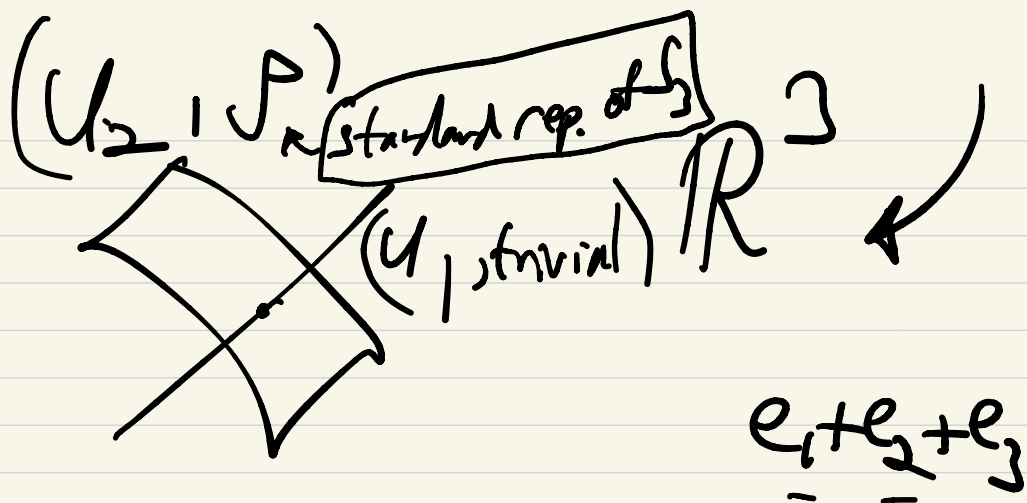 (U₂, ρ) standard rep. of S₃
(U₁, trivial) ℝ³
e₁+e₂+e₃